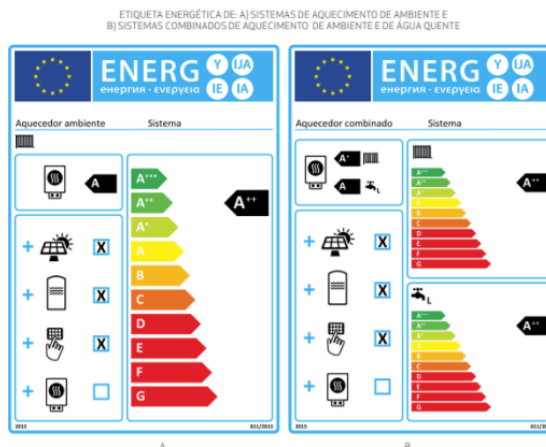 ETIQUETA ENERGÉTICA DE: A) SISTEMAS DE AQUECIMENTO DE AMBIENTE E
B) SISTEMAS COMBINADOS DE AQUECIMENTO DE AMBIENTE E DE ÁGUA QUENTE
ENERG Y IJA
енергия · ενεργεια IE IA
Aquecedor ambiente Sistema
A
A+++
A++
A+
A
B
C
D
E
F
G
A++
+ X
+ X
+ X
+
2015 811/2013
A
ENERG Y IJA
енергия · ενεργεια IE IA
Aquecedor combinado Sistema
A+
A L
A+++
A++
A+
A
B
C
D
E
F
G
A++
+ X
+ X
+ X
+
L
A+++
A++
A+
A
B
C
D
E
F
G
A++
2015
B